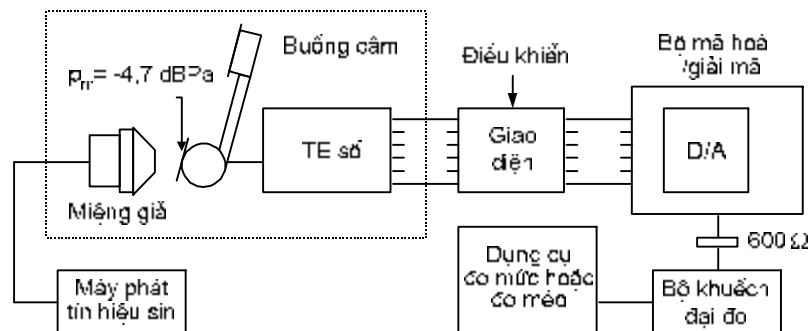 Buồng câm
Pm = -4,7 dBPa
Điều khiển
Bộ mã hoá
/giải mã
TE số
Giao
diện
D/A
Miệng giả
600 Ω
Máy phát
tín hiệu sin
Dụng cụ
đo mức hoặc
đo méo
Bộ khuếch
đại đo